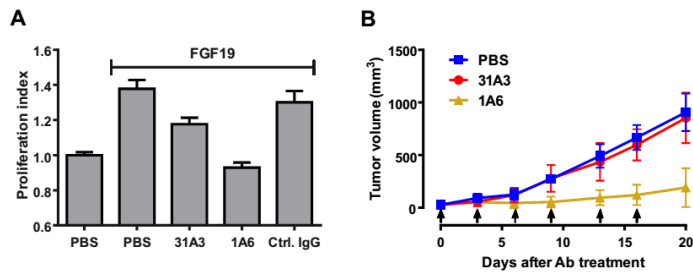 A
FGF19
Proliferation index
1.6
1.4
1.2
1.0
0.8
0.6
PBS PBS 31A3 1A6 Ctrl. IgG
B
PBS
31A3
1A6
Tumor volume (mm³)
1500
1000
500
0
0 5 10 15 20
Days after Ab treatment